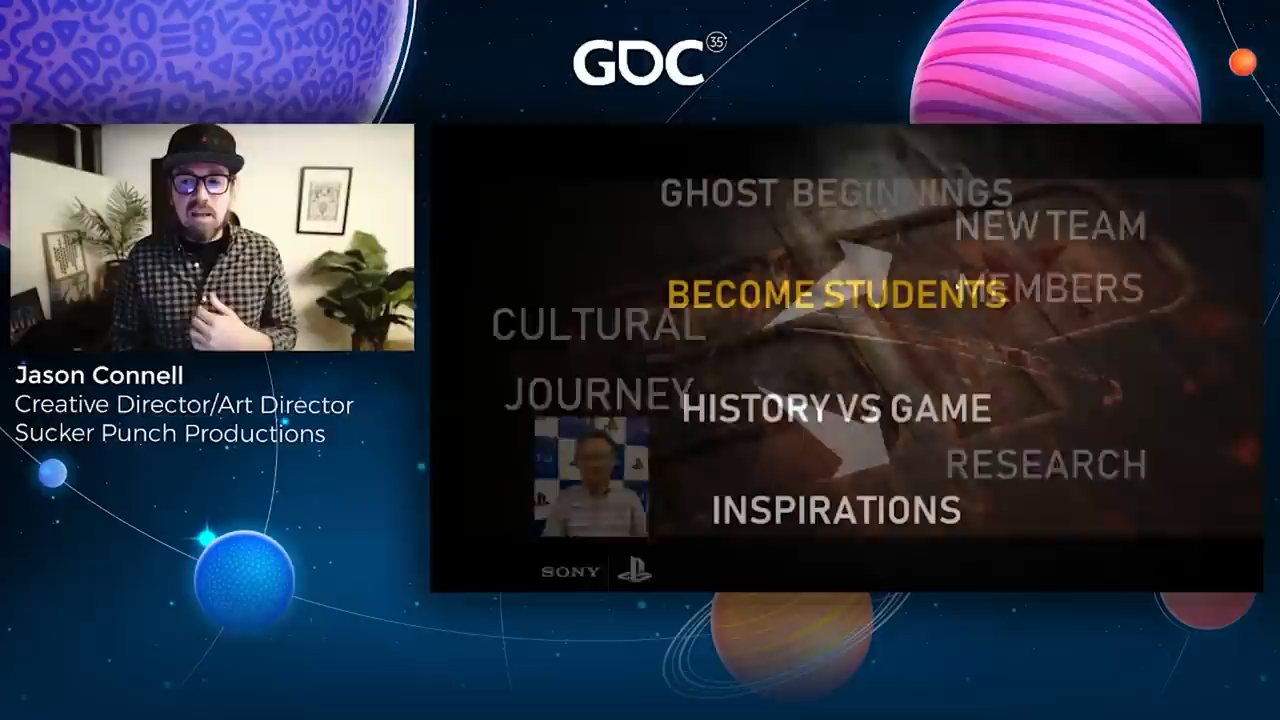 GDC 35
Jason Connell
Creative Director/Art Director
Sucker Punch Productions
GHOST BEGINNINGS
NEW TEAM
MEMBERS
BECOME STUDENTS
CULTURAL
JOURNEY
HISTORY VS GAME
RESEARCH
INSPIRATIONS
SONY